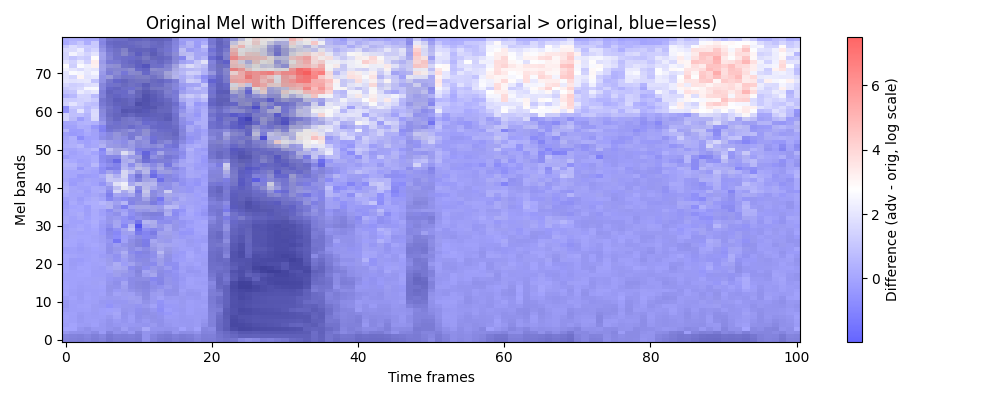 Original Mel with Differences (red=adversarial > original, blue=less)
70
60
50
40
30
20
10
0
Mel bands
0 20 40 60 80 100
Time frames
6
4
2
0
Difference (adv - orig, log scale)